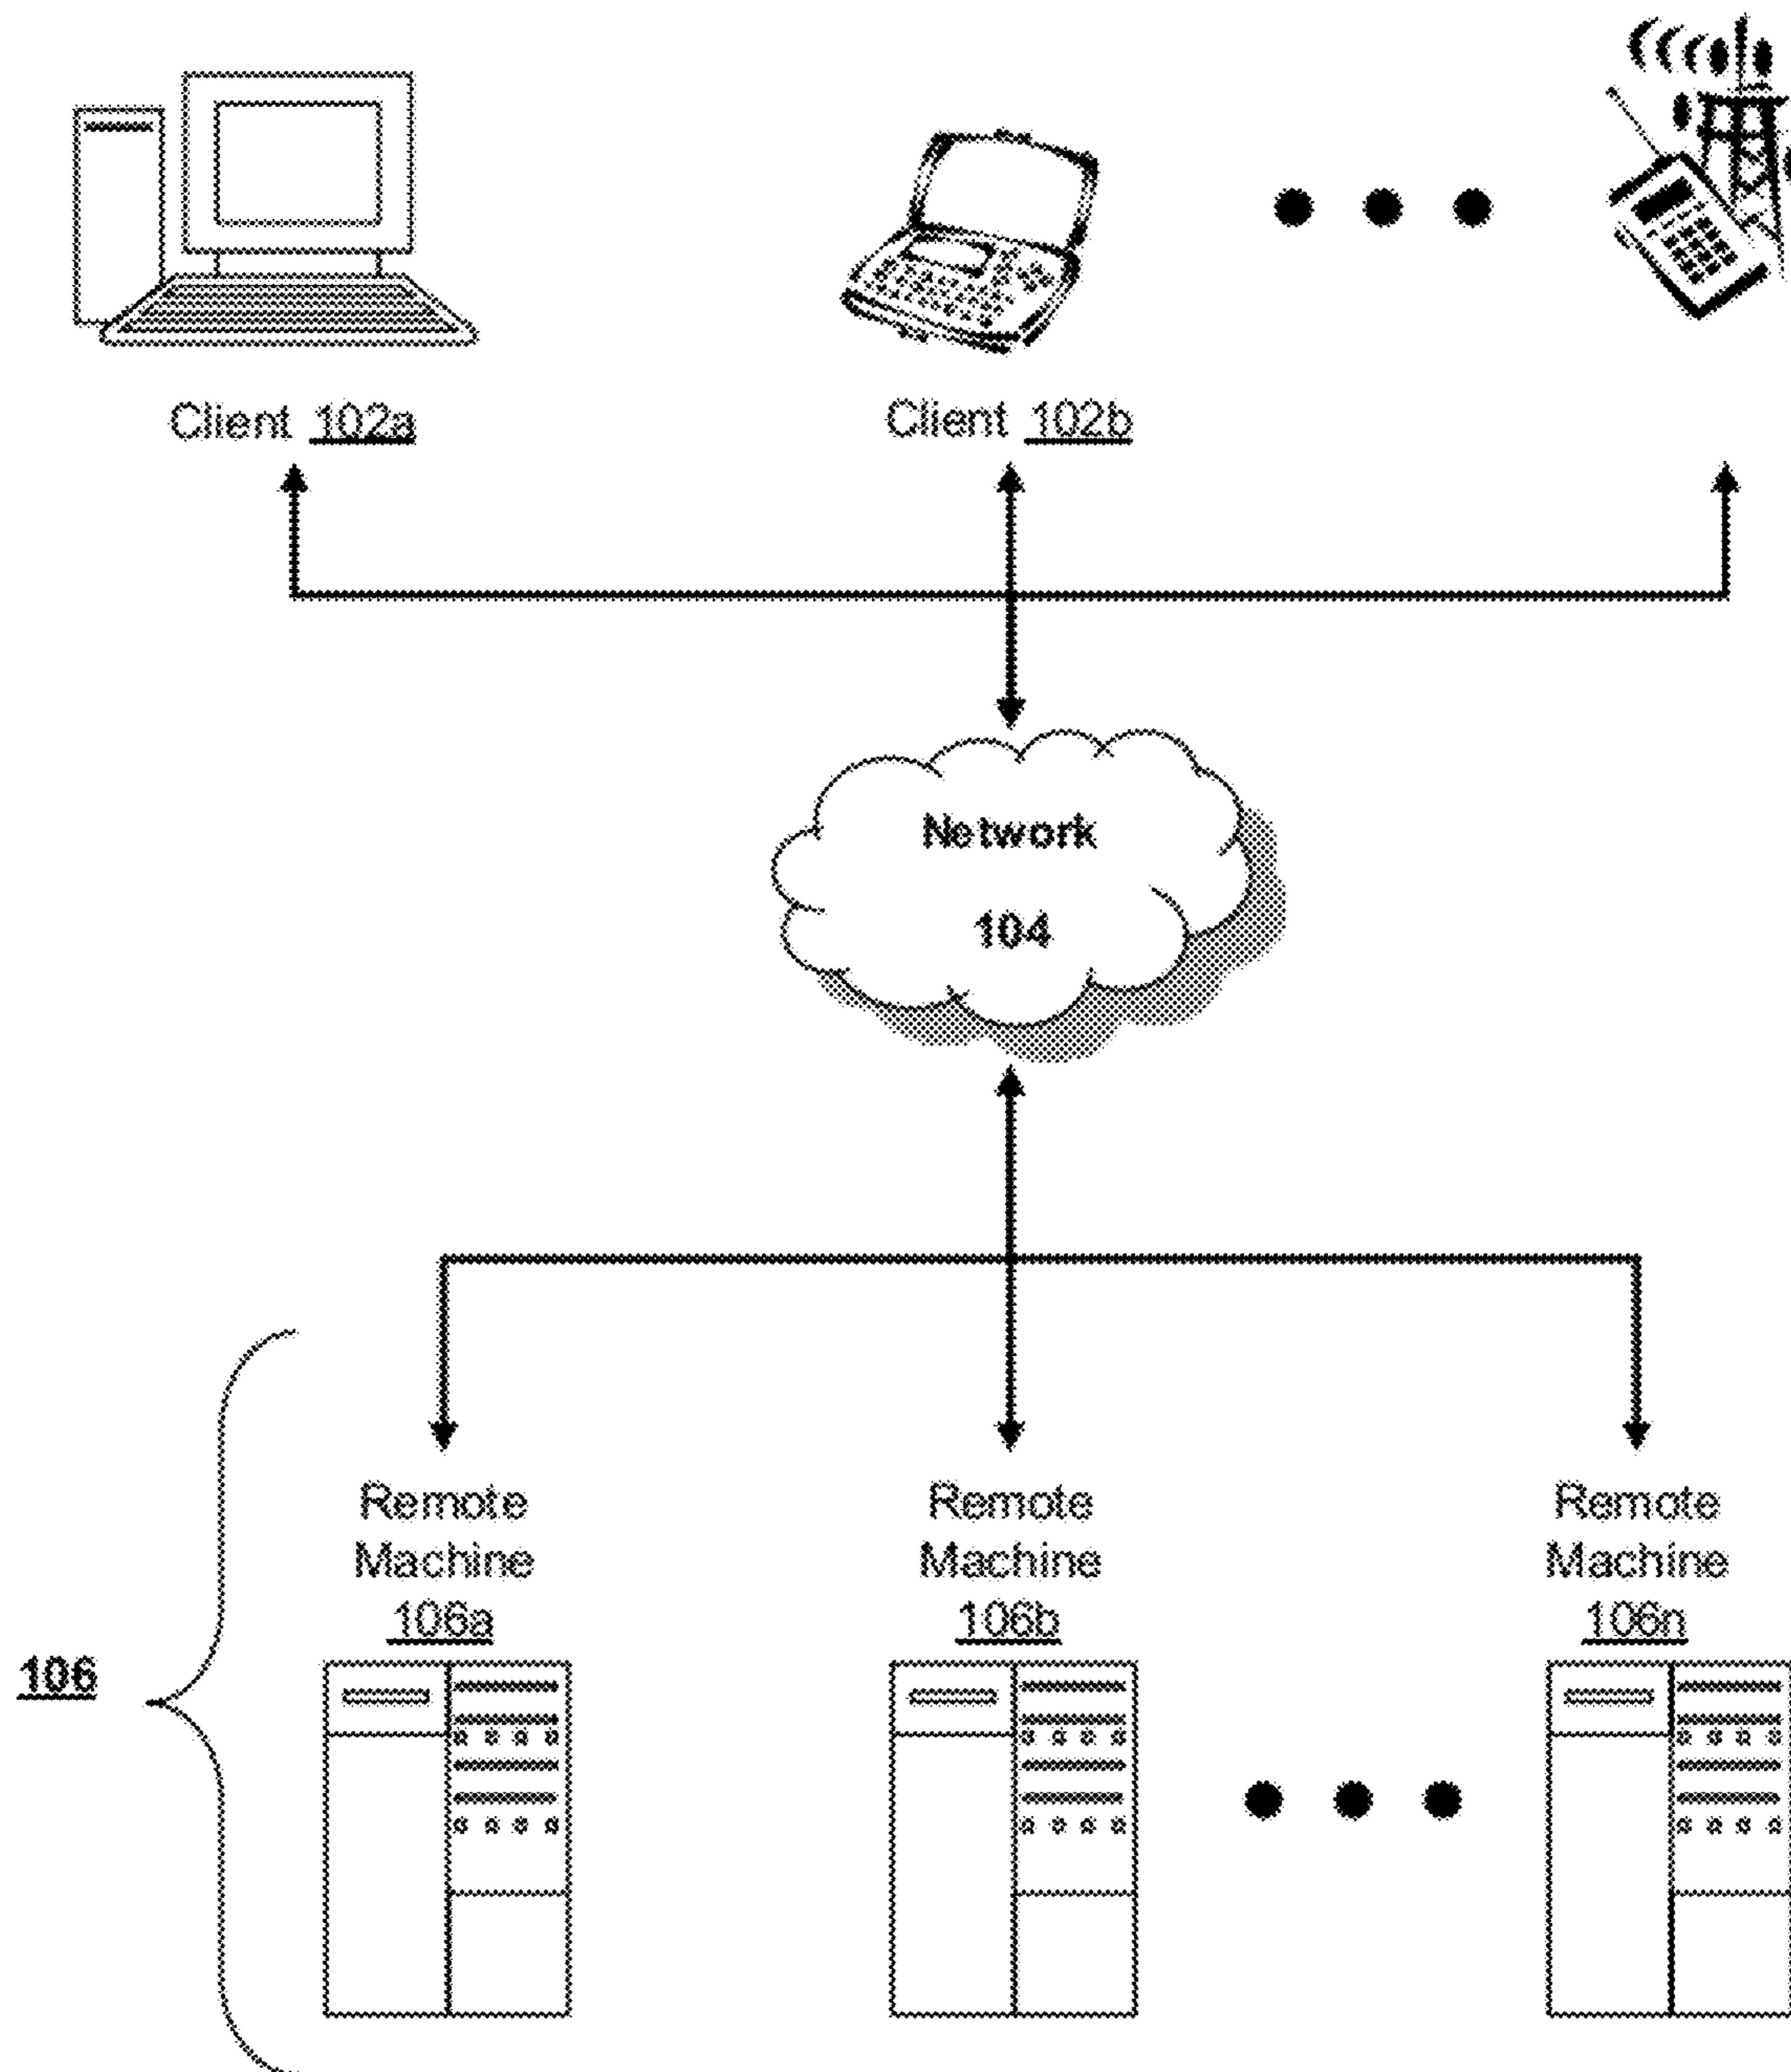 Client 102a
Client 102b
Network
104
Remote
Machine
106a
Remote
Machine
106b
Remote
Machine
106n
106